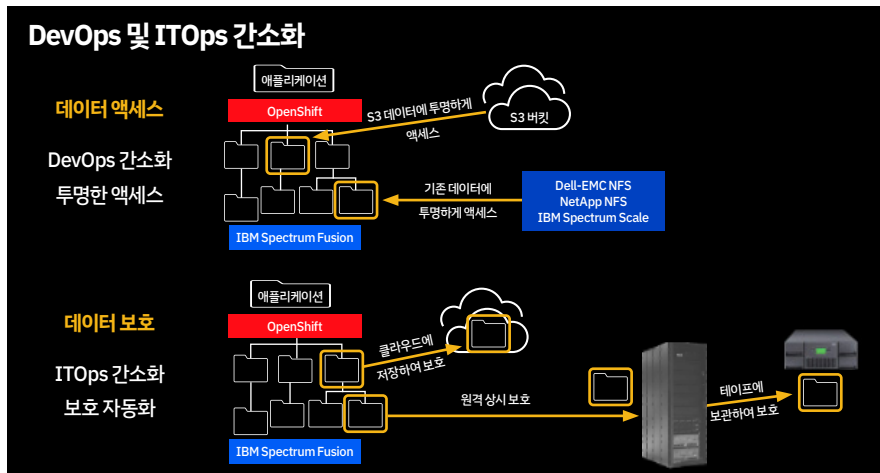 DevOps 및 ITOps 간소화
애플리케이션
데이터 액세스
OpenShift
S3 데이터에 투명하게
액세스
S3 버킷
DevOps 간소화
투명한 액세스
기존 데이터에
투명하게 액세스
Dell-EMC NFS
NetApp NFS
IBM Spectrum Scale
IBM Spectrum Fusion
애플리케이션
데이터 보호
OpenShift
클라우드에
저장하여 보호
ITOps 간소화
보호 자동화
원격 상시 보호
테이프에
보관하여 보호
IBM Spectrum Fusion